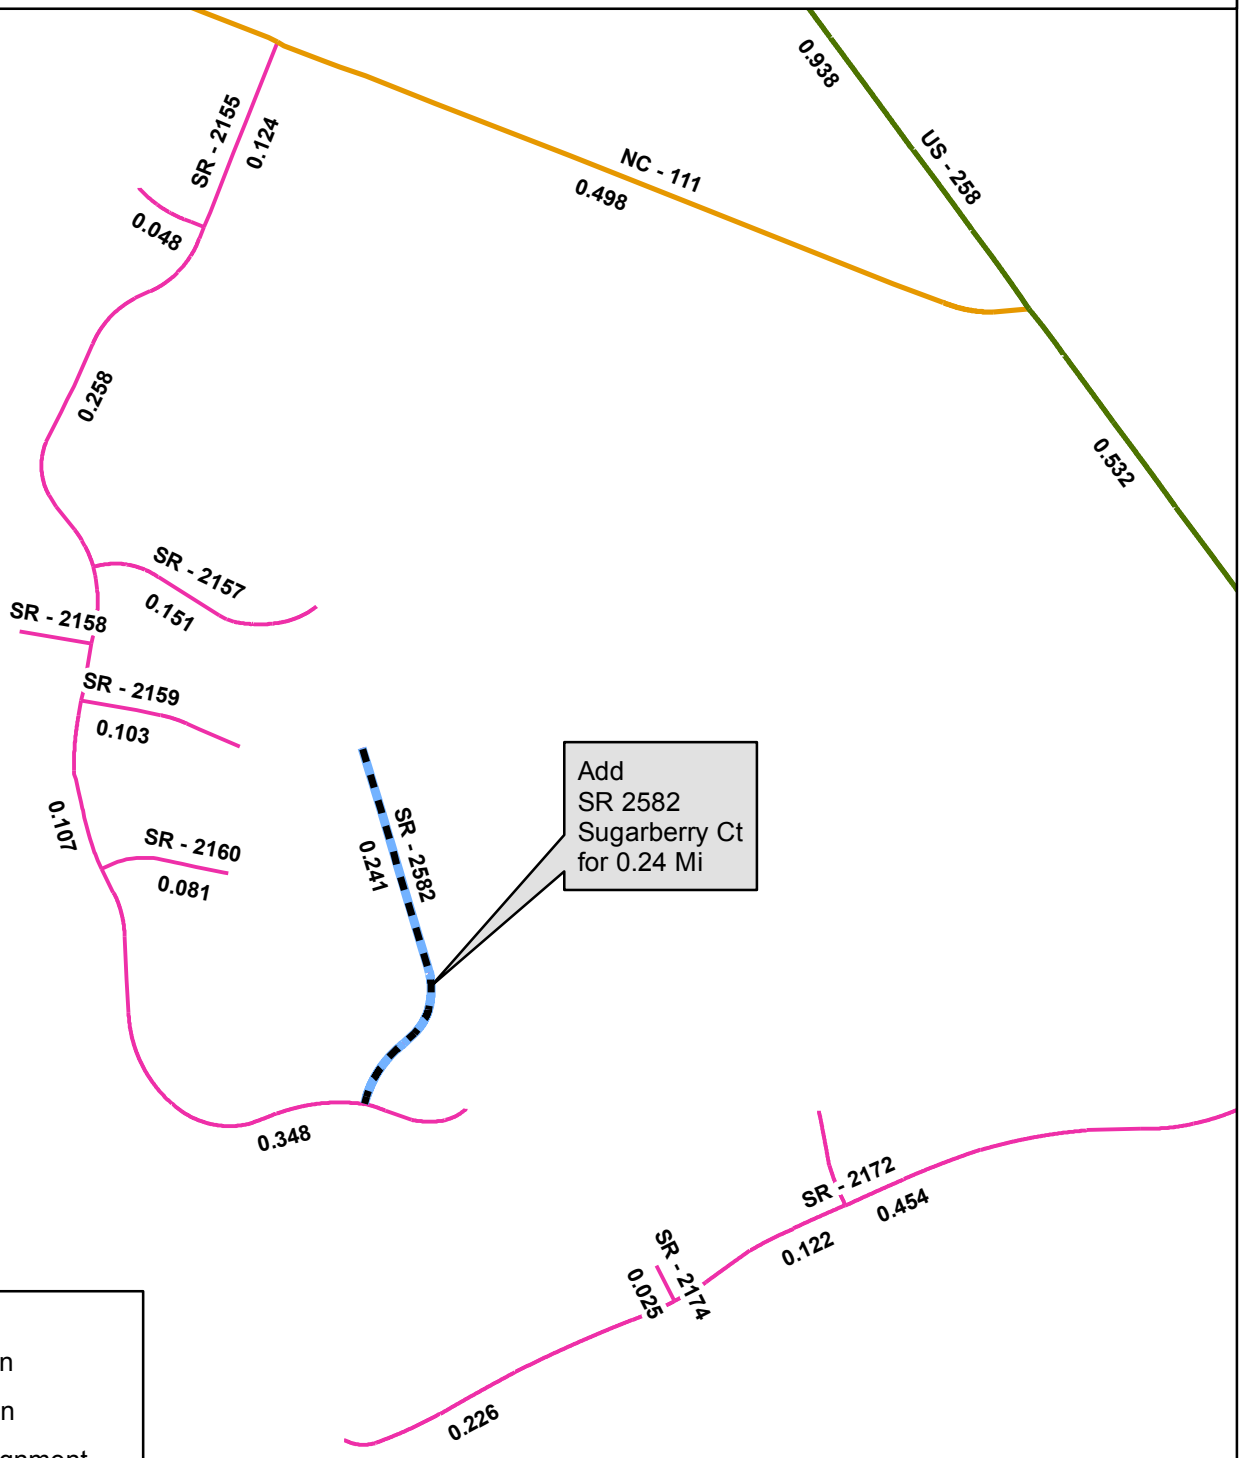 0.938
US - 258
SR - 2155
0.124
NC - 111
0.498
0.048
0.258
0.532
SR - 2157
0.151
SR - 2158
SR - 2159
0.103
Add
SR 2582
Sugarberry Ct
for 0.24 Mi
0.107
SR - 2160
0.081
SR - 2582
0.241
0.348
SR - 2172
0.454
0.122
SR - 2174
0.025
0.226
n
n
gnment